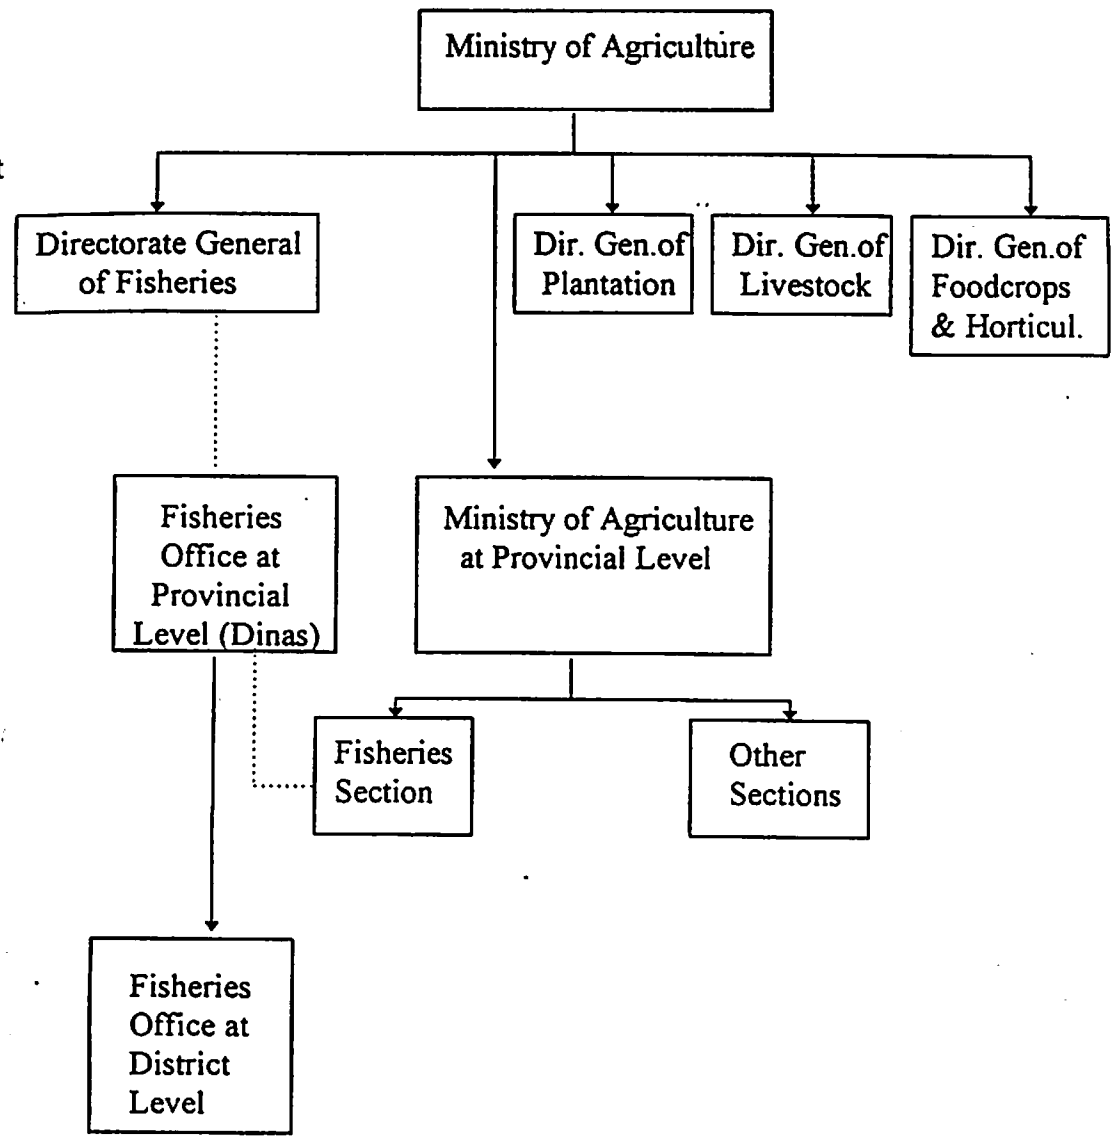 Ministry of Agriculture
t
Directorate General
of Fisheries
Dir. Gen.of
Plantation
Dir. Gen.of
Livestock
Dir. Gen.of
Foodcrops
& Horticul.
Fisheries
Office at
Provincial
Level (Dinas)
Ministry of Agriculture
at Provincial Level
Fisheries
Section
Other
Sections
Fisheries
Office at
District
Level